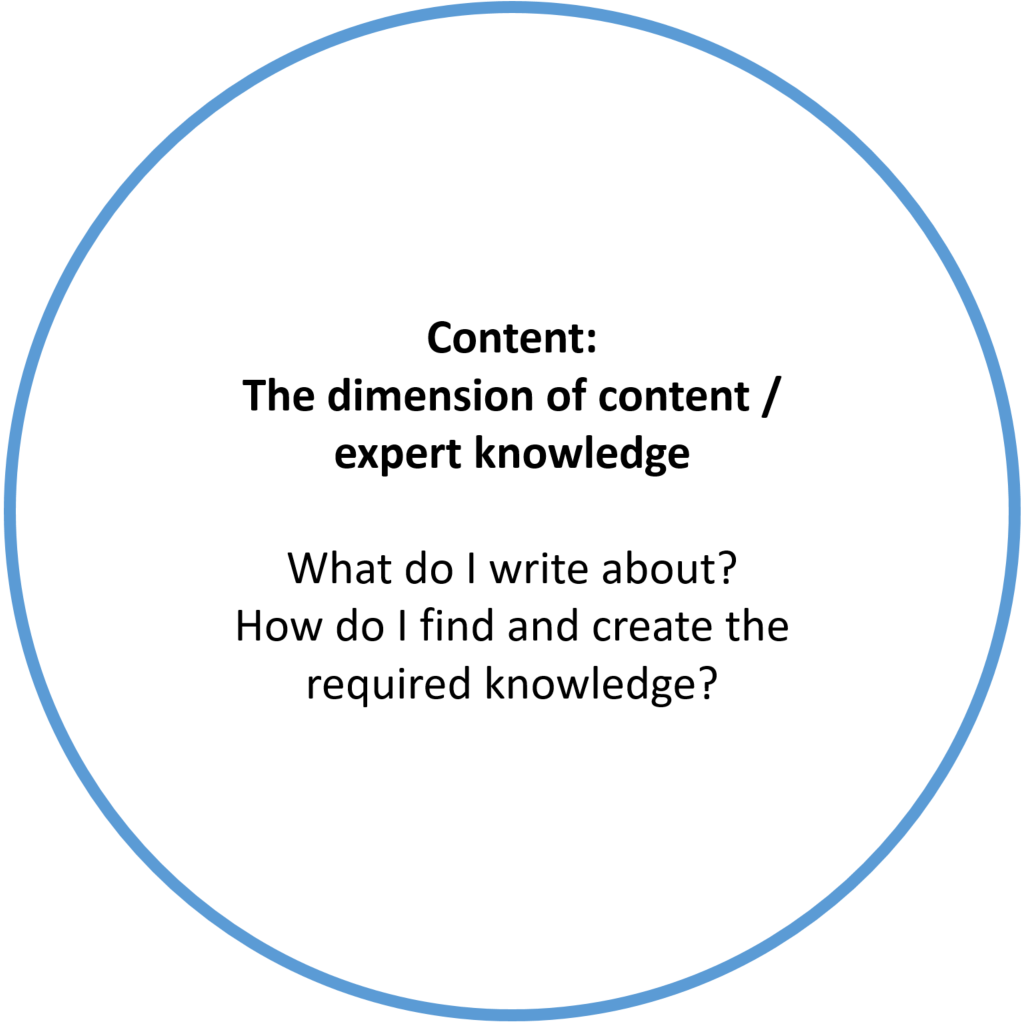 Content:
The dimension of content /
expert knowledge
What do I write about?
How do I find and create the
required knowledge?